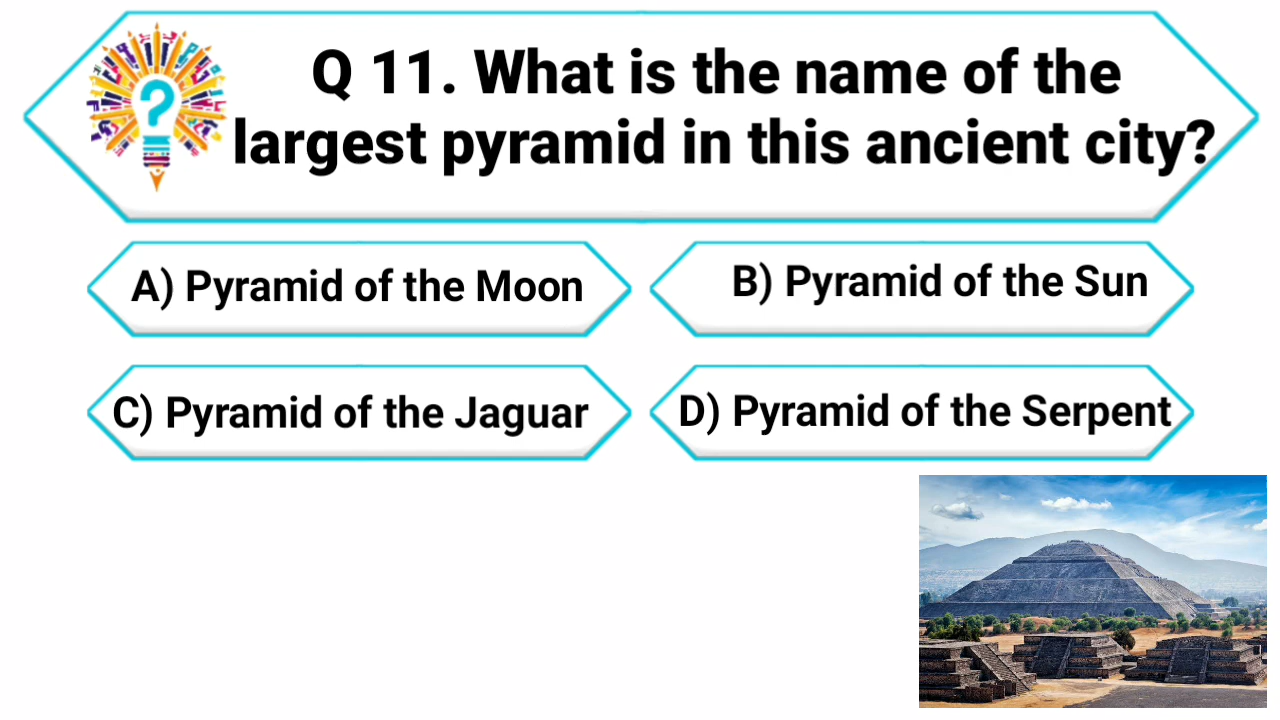 Q 11. What is the name of the
largest pyramid in this ancient city?
A) Pyramid of the Moon
B) Pyramid of the Sun
C) Pyramid of the Jaguar
D) Pyramid of the Serpent